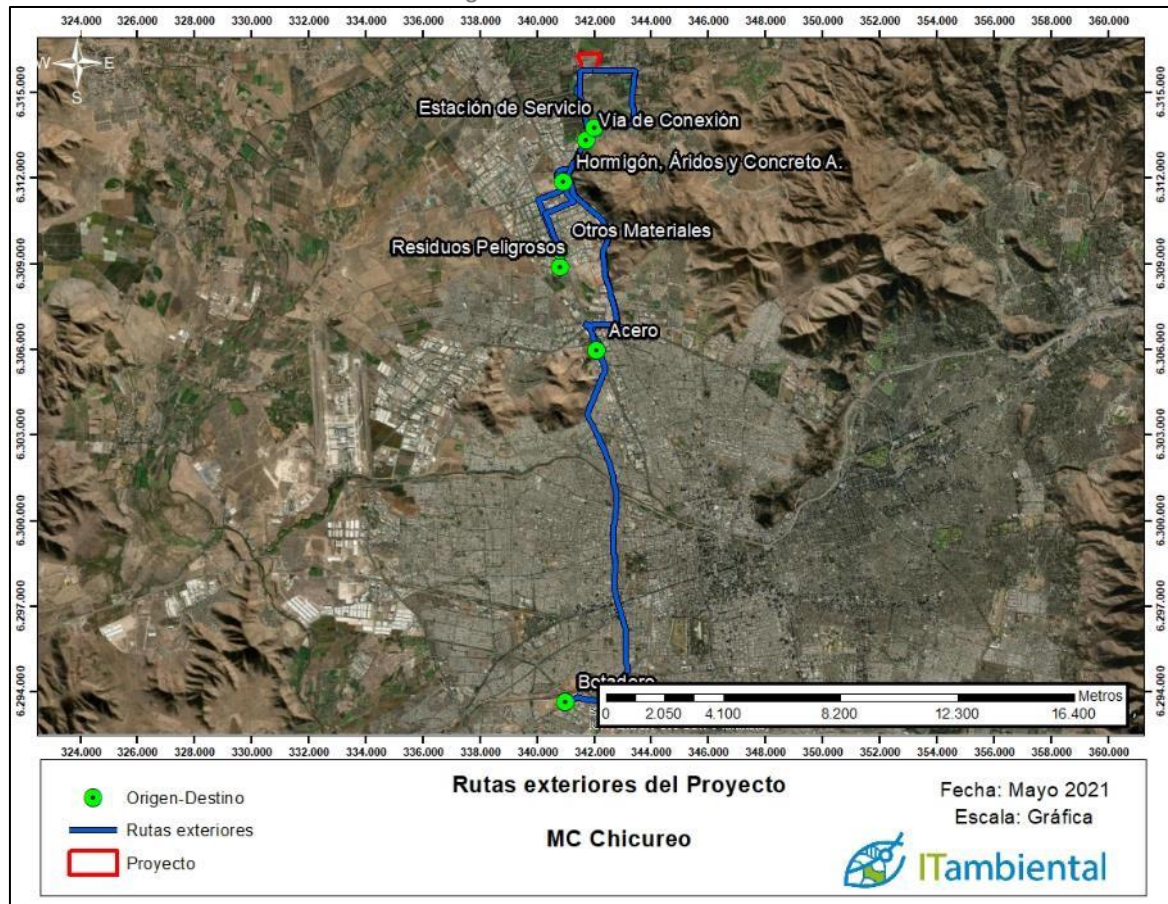 324.000 326.000 328.000 330.000 332.000 334.000 336.000 338.000 340.000 342.000 344.000 346.000 348.000 350.000 352.000 354.000 356.000 358.000 360.000
N
W E
S
6.315.000 6.315.000
Estación de Servicio
Vía de Conexión
Hormigón, Áridos y Concreto A.
6.312.000 6.312.000
Otros Materiales
Residuos Peligrosos
6.309.000 6.309.000
Acero
6.306.000 6.306.000
6.303.000 6.303.000
6.300.000 6.300.000
6.297.000 6.297.000
Botadero
6.294.000 6.294.000
Metros
0 2.050 4.100 8.200 12.300 16.400
324.000 326.000 328.000 330.000 332.000 334.000 336.000 338.000 340.000 342.000 344.000 346.000 348.000 350.000 352.000 354.000 356.000 358.000 360.000
Origen-Destino
Rutas exteriores
Proyecto
Rutas exteriores del Proyecto
MC Chicureo
Fecha: Mayo 2021
Escala: Gráfica
ITambiental